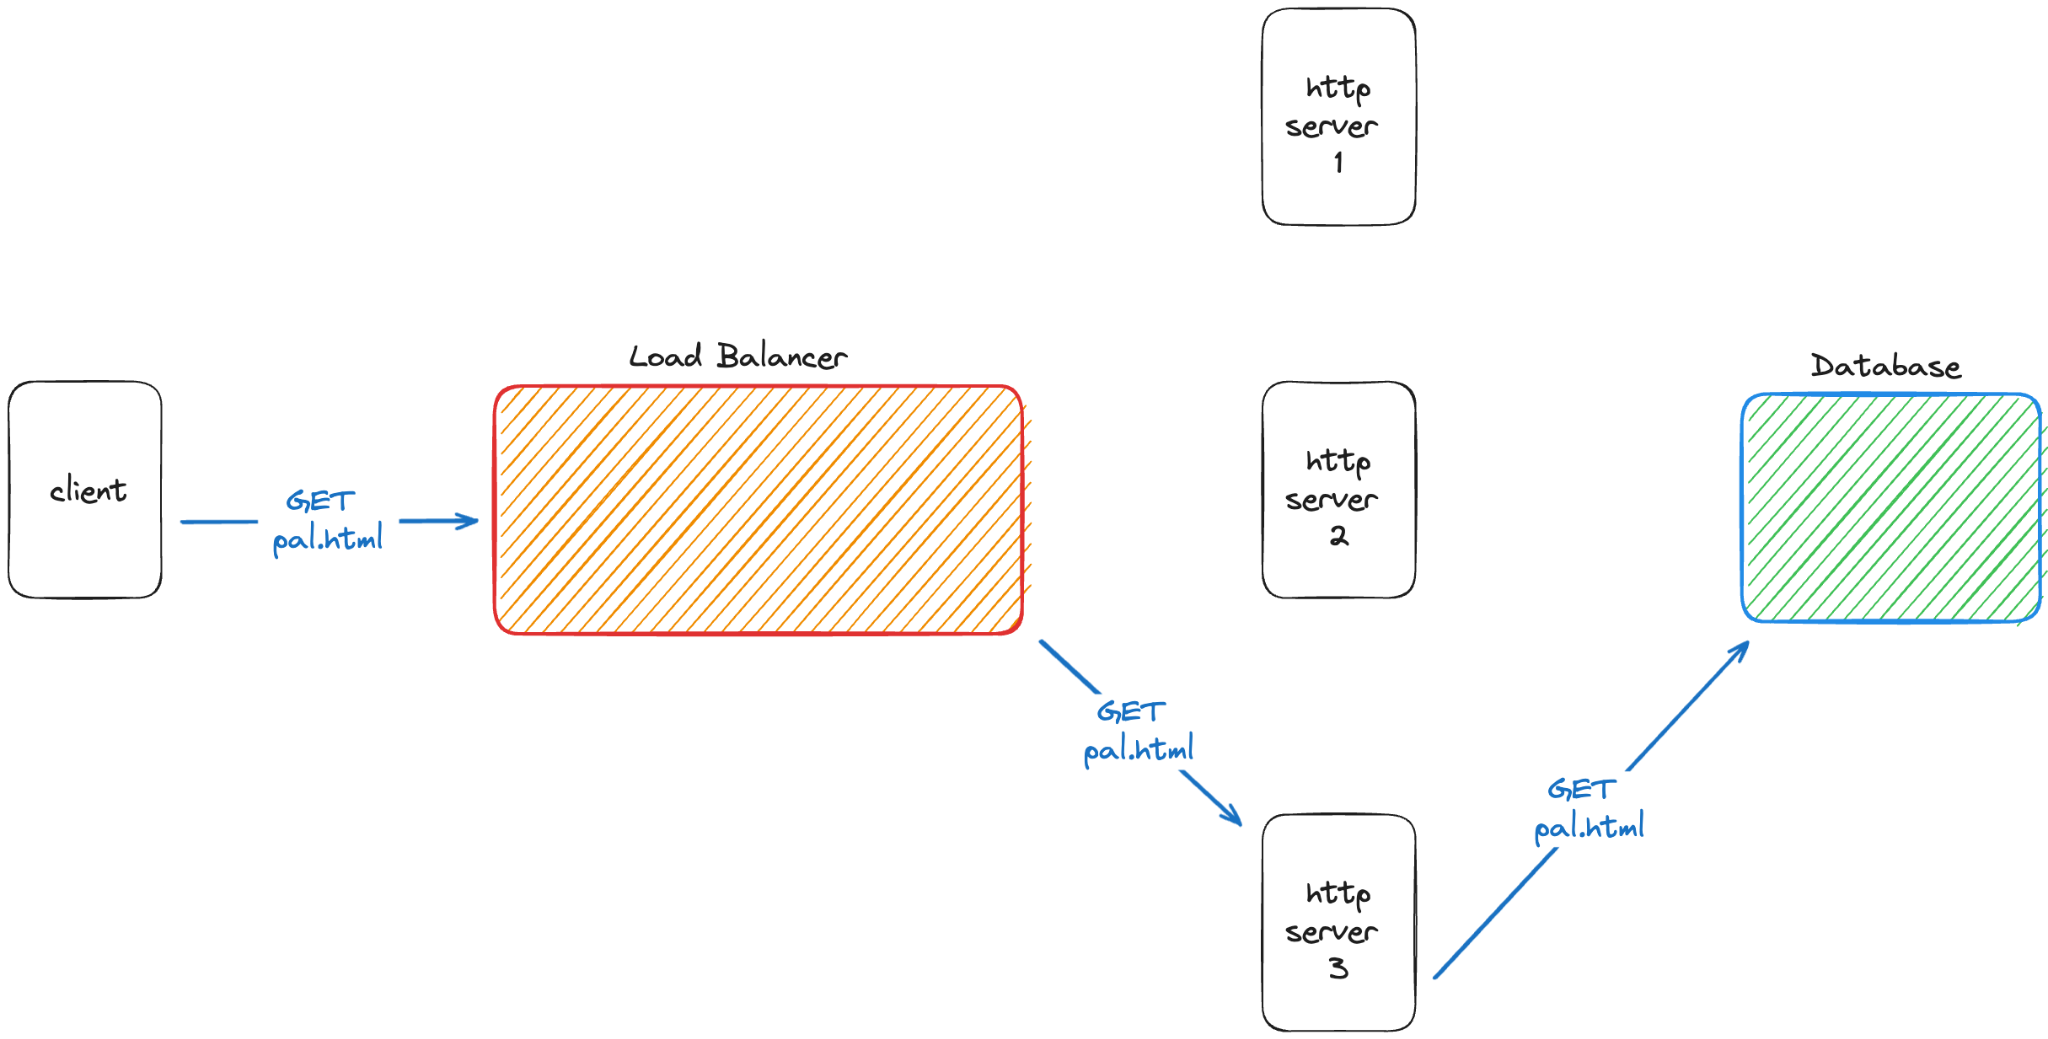 http
server
1
Load Balancer
Database
client
GET
pal.html
http
server
2
GET
pal.html
GET
pal.html
http
server
3